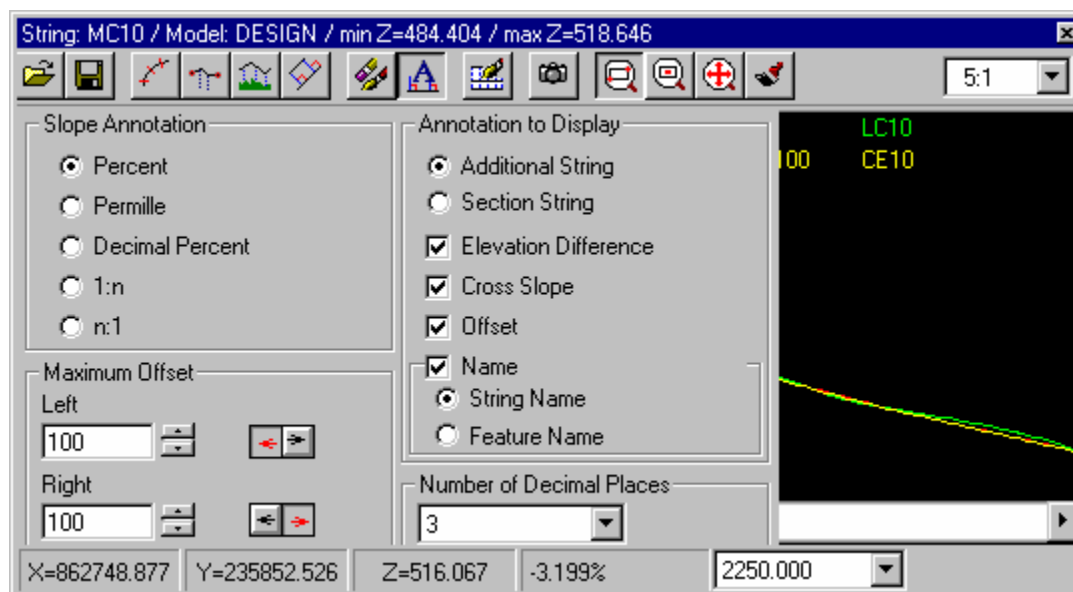 String: MC10 / Model: DESIGN / min Z=484.404 / max Z=518.646
5:1
Slope Annotation
Percent
Permille
Decimal Percent
1:n
n:1
Maximum Offset
Left
100
Right
100
Annotation to Display
Additional String
Section String
Elevation Difference
Cross Slope
Offset
Name
String Name
Feature Name
Number of Decimal Places
3
LC10
100 CE10
X=862748.877 Y=235852.526 Z=516.067 -3.199% 2250.000